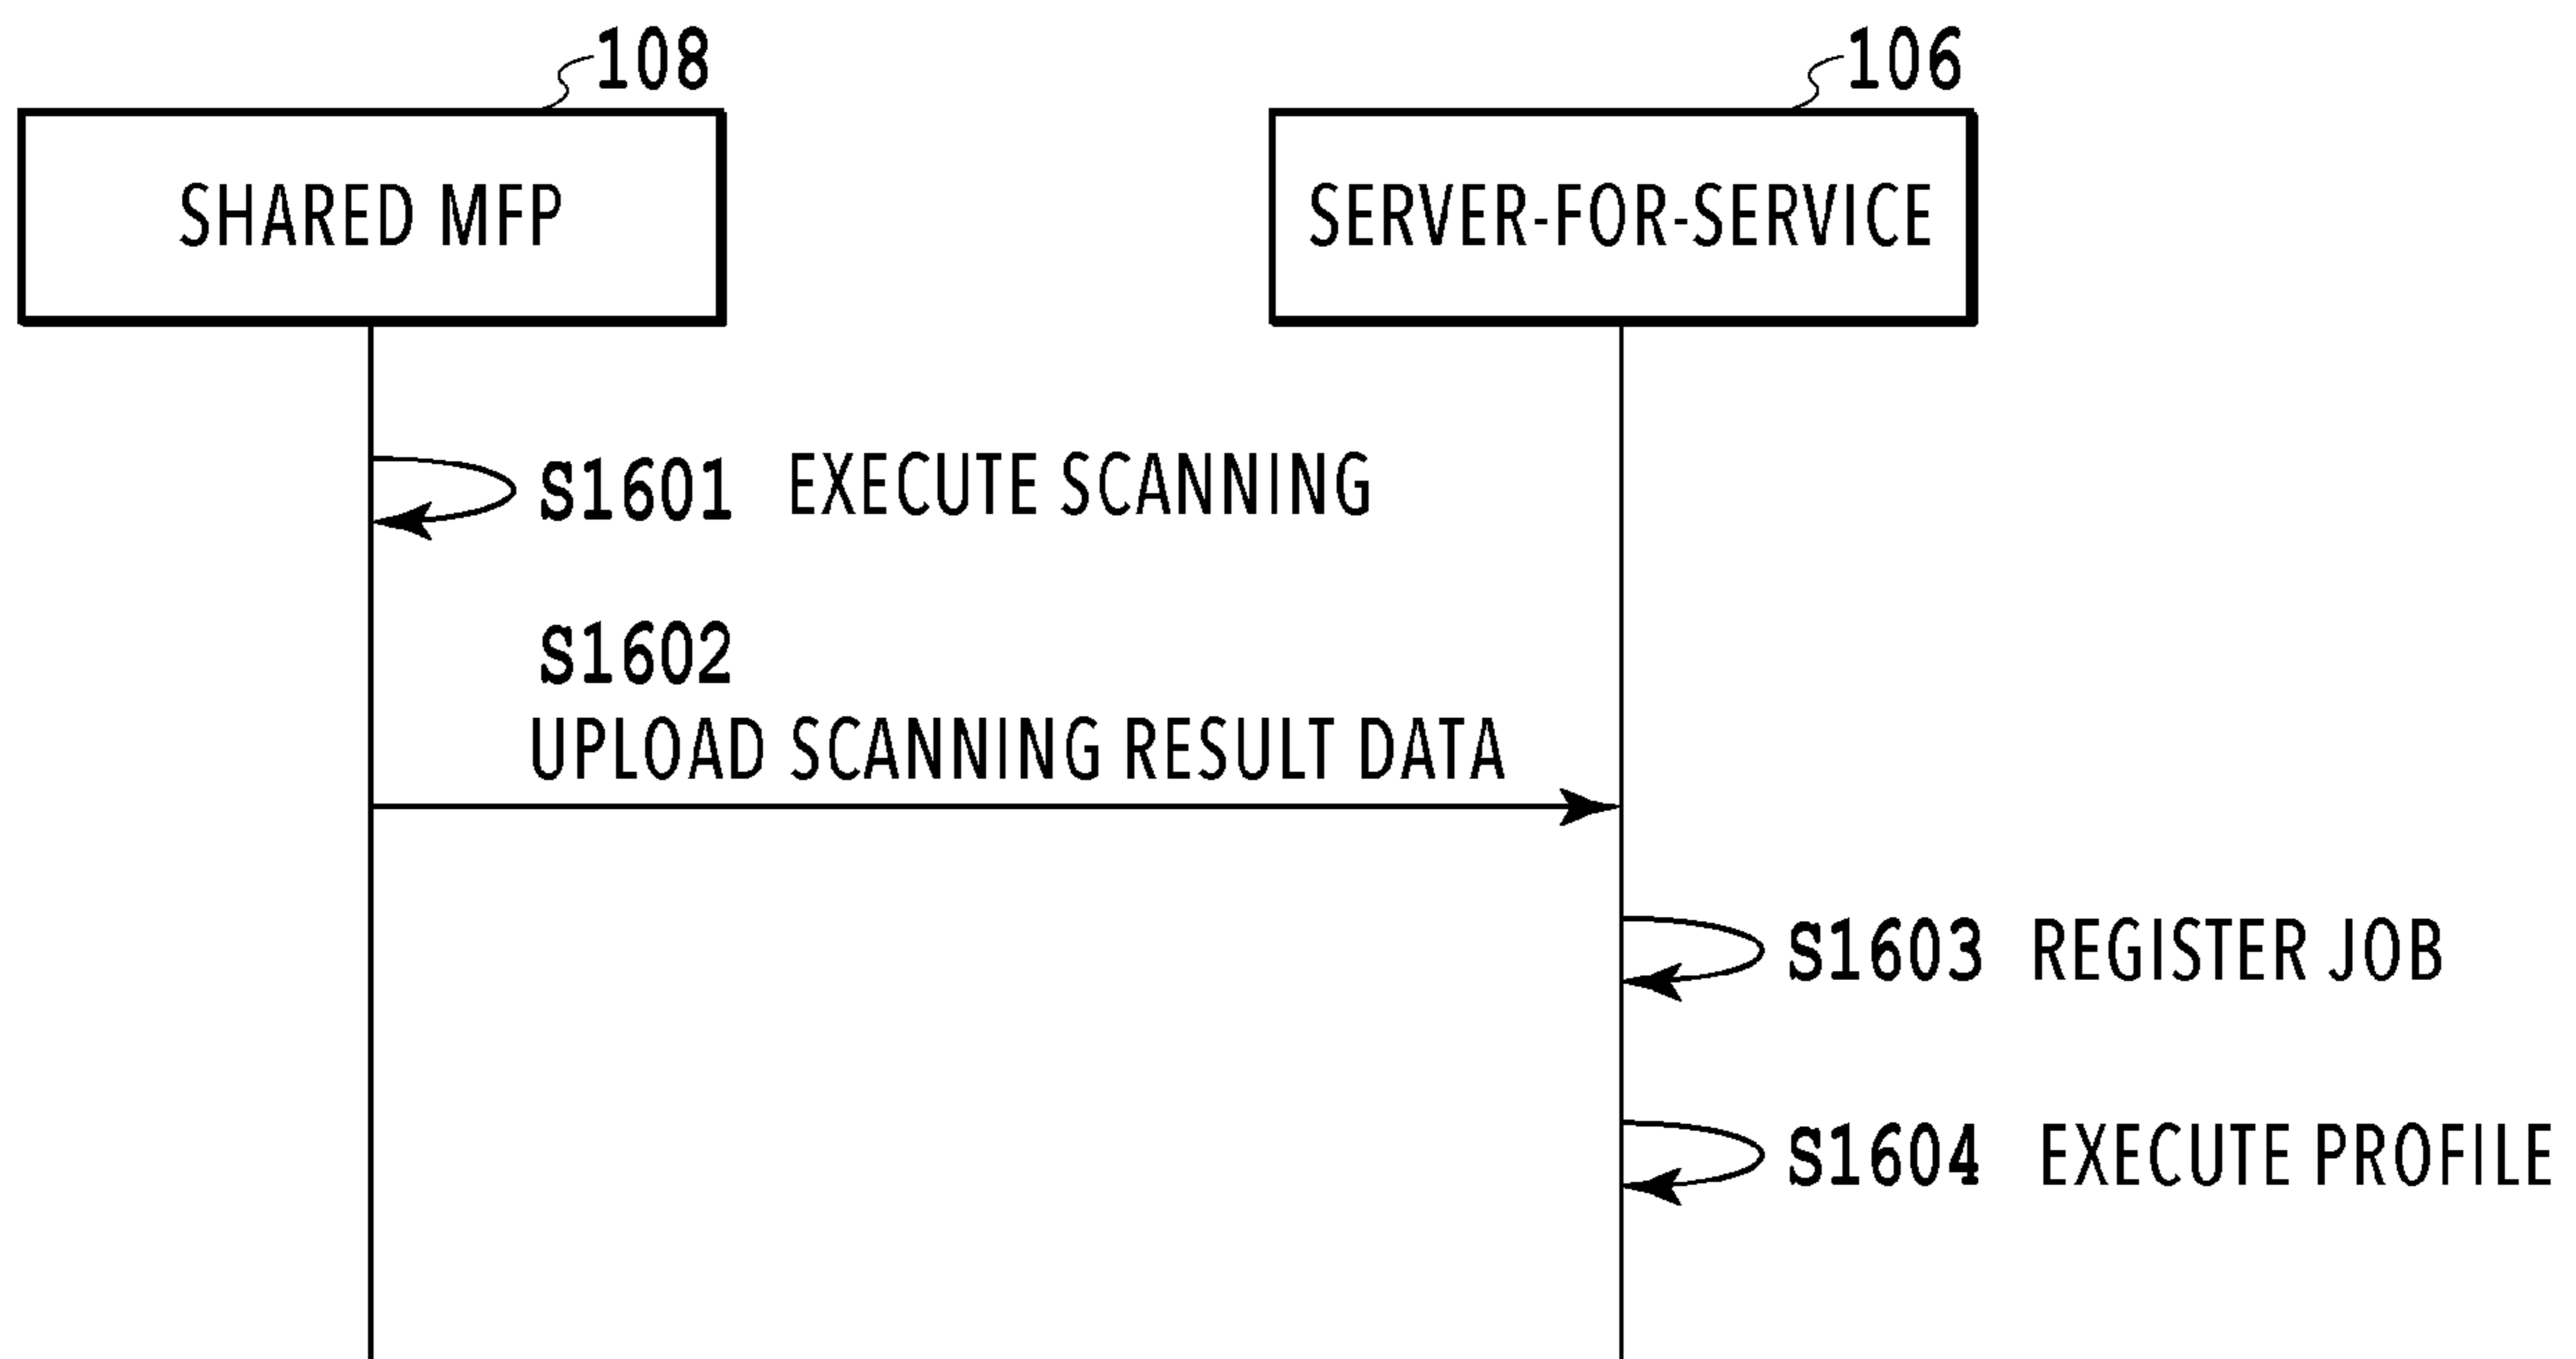 108
106
SHARED MFP
SERVER-FOR-SERVICE
S1601 EXECUTE SCANNING
S1602
UPLOAD SCANNING RESULT DATA
S1603 REGISTER JOB
S1604 EXECUTE PROFILE